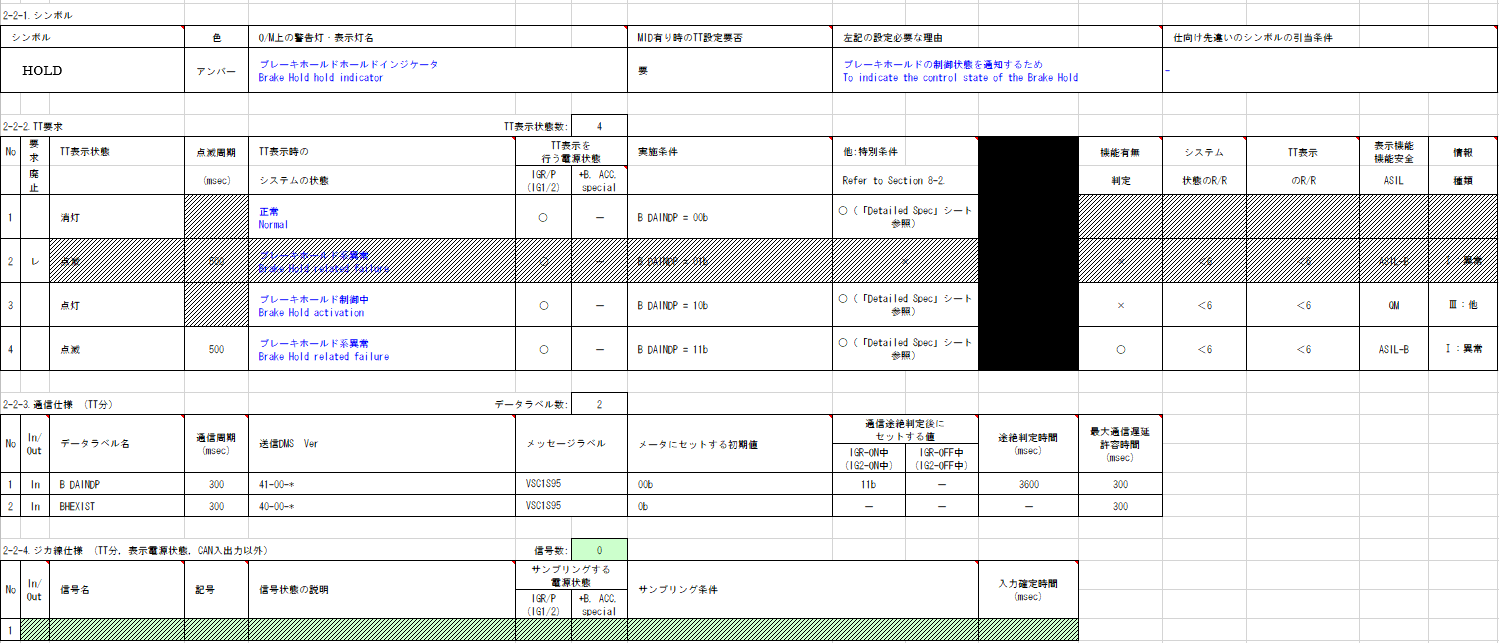 2-2-1. シンボル
シンボル 色 O/M上の警告灯・表示灯名 MID有り時のTT設定要否 左記の設定必要な理由 仕向け先違いのシンボルの引当条件
HOLD アンバー ブレーキホールドホールドインジケータ 要 ブレーキホールドの制御状態を通知するため -
Brake Hold hold indicator To indicate the control state of the Brake Hold
2-2-2. TT要求 TT表示状態数: 4
No 要求廃止 TT表示状態 点滅周期 TT表示時の TT表示を 実施条件 他:特別条件 機能有無 システム TT表示 表示機能 情報
行う電源状態 機能安全
(msec) システムの状態 IGR/P +B, ACC, Refer to Section 8-2. 判定 状態のR/R のR/R ASIL 種類
(IG1/2) special
1 消灯 正常 ○ － B DAINDP = 00b ○（「Detailed Spec」シート
Normal 参照）
2 レ 点滅 500 ブレーキホールド系異常 ○ － B DAINDP = 01b × × <6 <6 ASIL-B Ⅰ：異常
Brake Hold related failure
3 点灯 ブレーキホールド制御中 ○ － B DAINDP = 10b ○（「Detailed Spec」シート × <6 <6 QM Ⅲ：他
Brake Hold activation 参照）
4 点滅 500 ブレーキホールド系異常 ○ － B DAINDP = 11b ○（「Detailed Spec」シート ○ <6 <6 ASIL-B Ⅰ：異常
Brake Hold related failure 参照）
2-2-3. 通信仕様 （TT分） データラベル数: 2
No In/ データラベル名 通信周期 送信DMS Ver メッセージラベル メータにセットする初期値 通信途絶判定後に 途絶判定時間 最大通信遅延
Out (msec) セットする値 (msec) 許容時間
IGR-ON中 IGR-OFF中 (msec)
(IG2-ON中) (IG2-OFF中)
1 In B DAINDP 300 41-00-* VSC1S95 00b 11b － 3600 300
2 In BHEXIST 300 40-00-* VSC1S95 0b － － － 300
2-2-4. ジカ線仕様 （TT分, 表示電源状態, CAN入出力以外） 信号数: 0
No In/ 信号名 記号 信号状態の説明 サンプリングする サンプリング条件 入力確定時間
Out 電源状態 (msec)
IGR/P +B, ACC,
(IG1/2) special
1